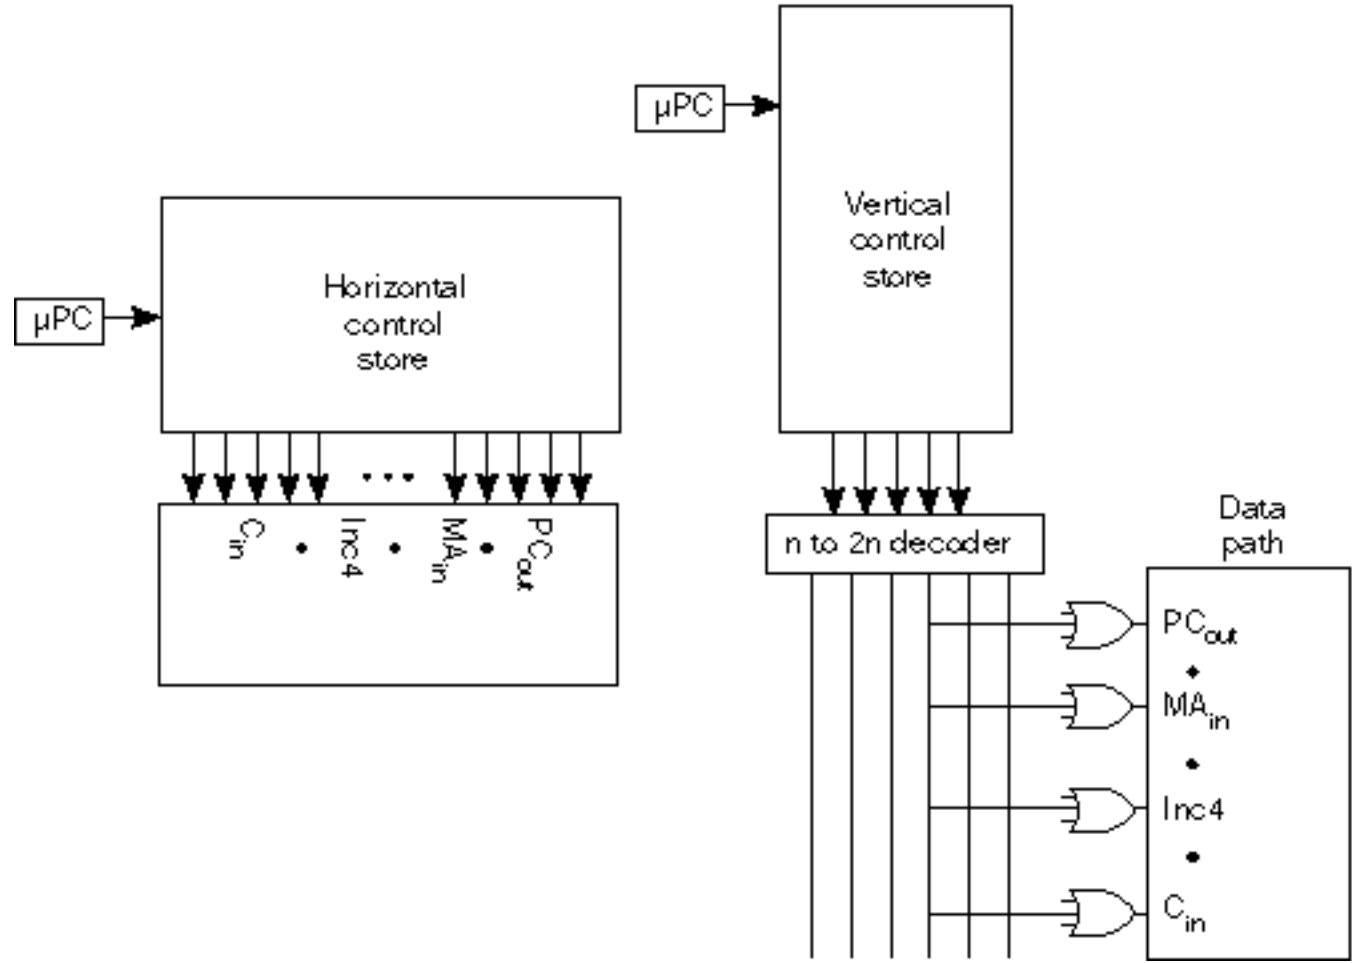 µPC
Horizontal
control
store
Cin
Inc4
MAin
PCout
µPC
Vertical
control
store
n to 2n decoder
Data
path
PCout
MAin
Inc4
Cin